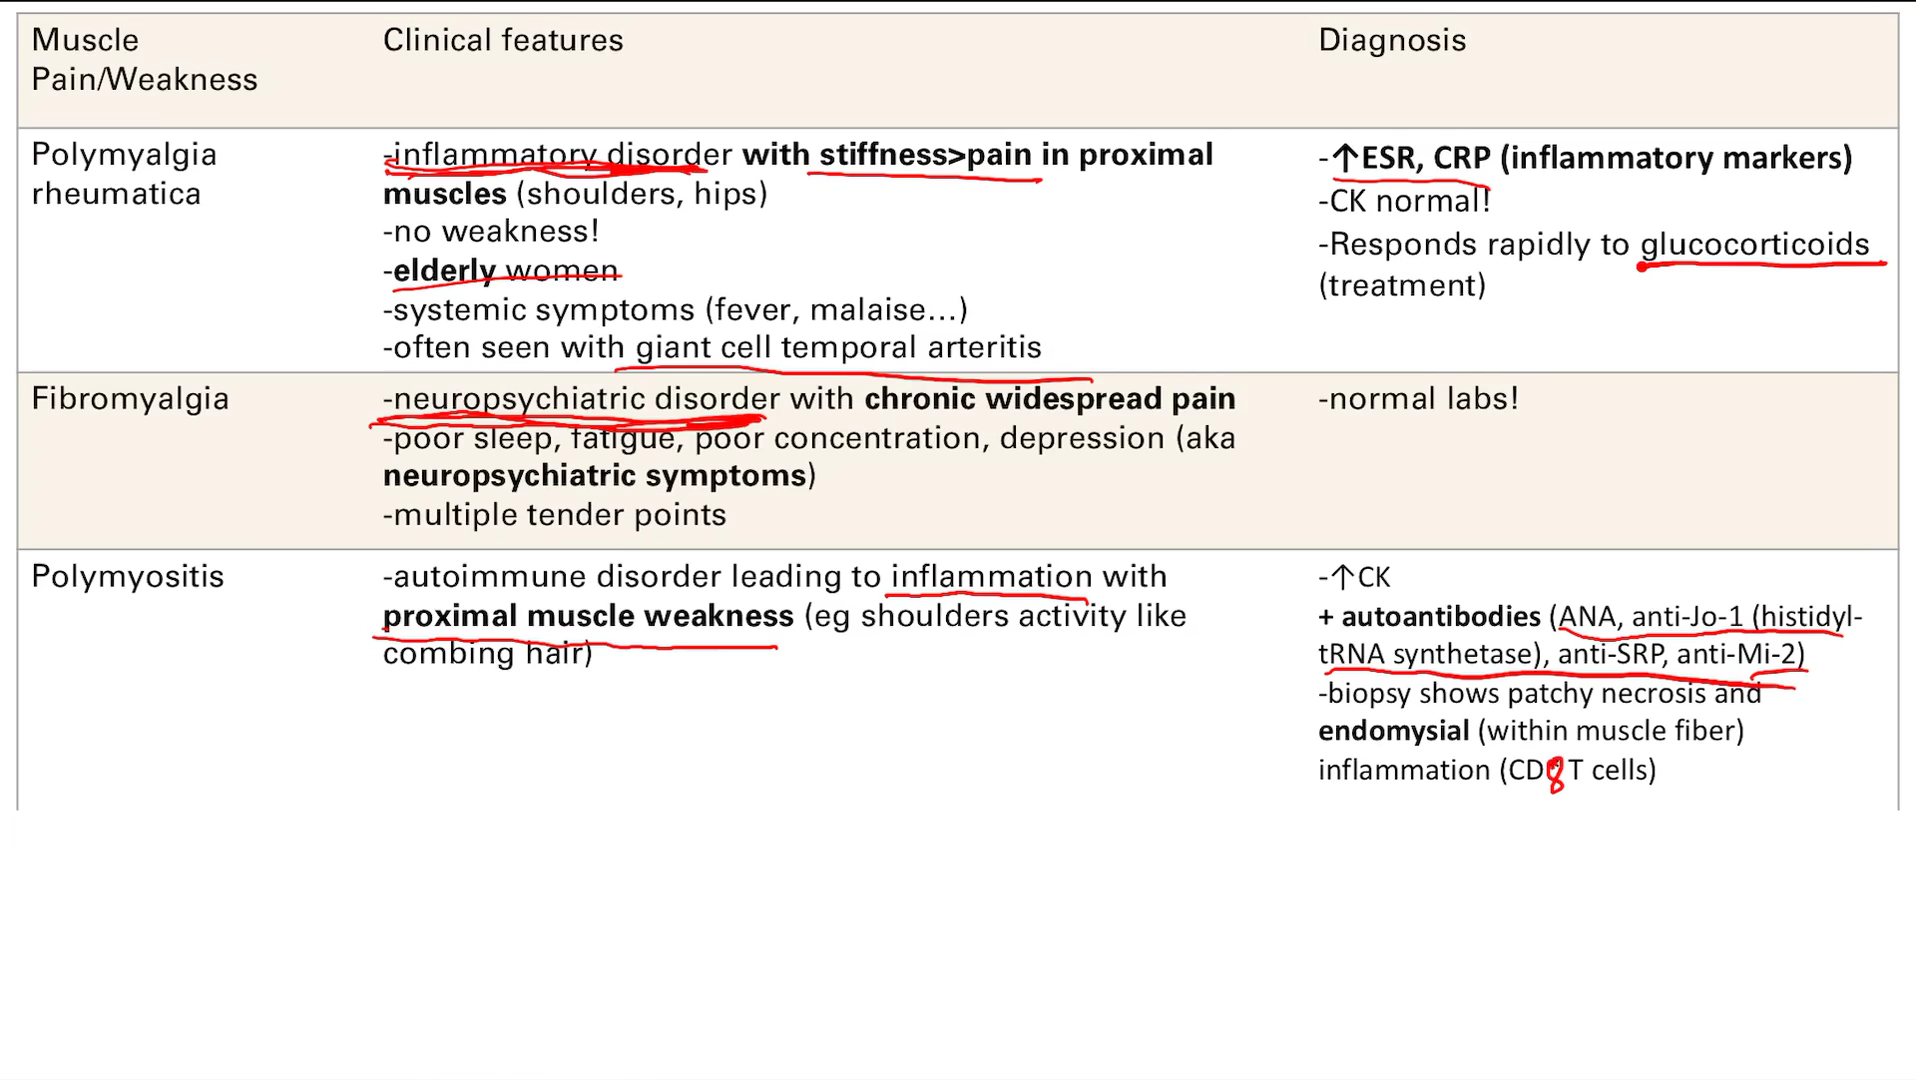 Muscle
Pain/Weakness
Clinical features
Diagnosis
Polymyalgia
rheumatica
-inflammatory disorder with stiffness>pain in proximal
muscles (shoulders, hips)
-no weakness!
-elderly women
-systemic symptoms (fever, malaise...)
-often seen with giant cell temporal arteritis
-↑ESR, CRP (inflammatory markers)
-CK normal!
-Responds rapidly to glucocorticoids
(treatment)
Fibromyalgia
-neuropsychiatric disorder with chronic widespread pain
-poor sleep, fatigue, poor concentration, depression (aka
neuropsychiatric symptoms)
-multiple tender points
-normal labs!
Polymyositis
-autoimmune disorder leading to inflammation with
proximal muscle weakness (eg shoulders activity like
combing hair)
-↑CK
+ autoantibodies (ANA, anti-Jo-1 (histidyl-
tRNA synthetase), anti-SRP, anti-Mi-2)
-biopsy shows patchy necrosis and
endomysial (within muscle fiber)
inflammation (CD8 T cells)